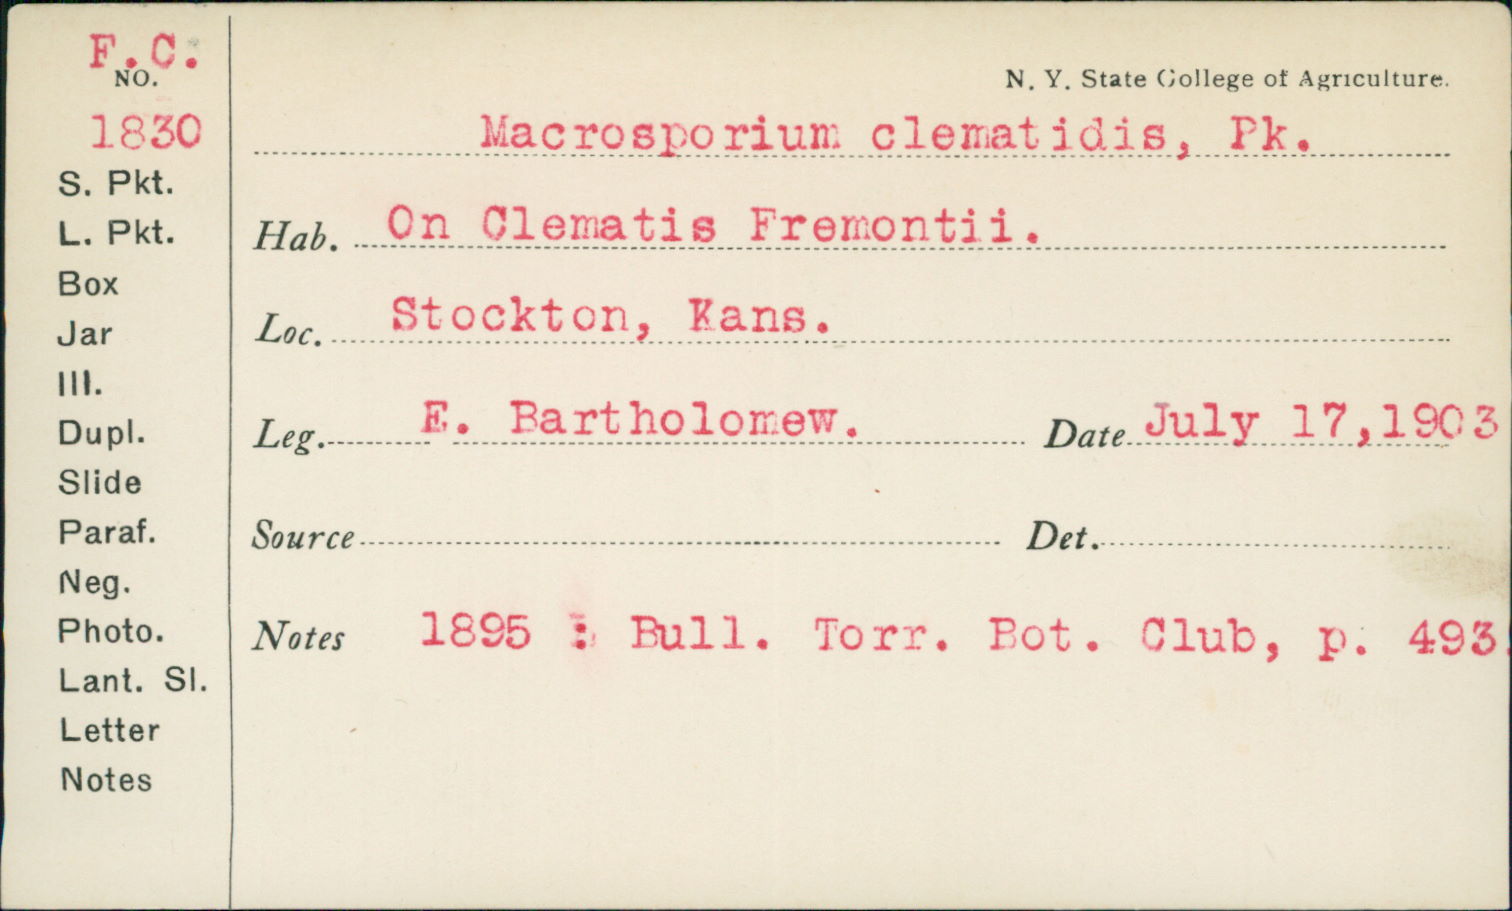 F.C.
NO.
1830
S. Pkt.
L. Pkt.
Box
Jar
Ill.
Dupl.
Slide
Paraf.
Neg.
Photo.
Lant. Sl.
Letter
Notes
N. Y. State College of Agriculture.
Macrosporium clematidis, Pk.
Hab. On Clematis Fremontii.
Loc. Stockton, Kans.
Leg. E. Bartholomew. Date July 17,1903
Source Det.
Notes 1895 : Bull. Torr. Bot. Club, p. 493.